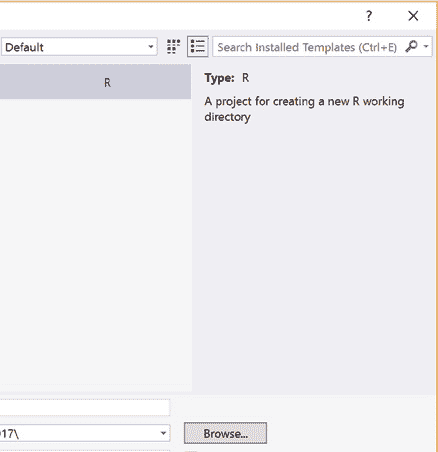 ?
Default
Search Installed Templates (Ctrl+E)
R
Type: R
A project for creating a new R working
directory
017\
Browse...